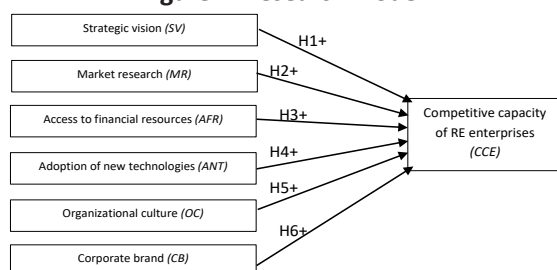 Strategic vision (SV)
H1+
Market research (MR)
H2+
Access to financial resources (AFR)
H3+
Competitive capacity
of RE enterprises
(CCE)
Adoption of new technologies (ANT)
H4+
Organizational culture (OC)
H5+
Corporate brand (CB)
H6+